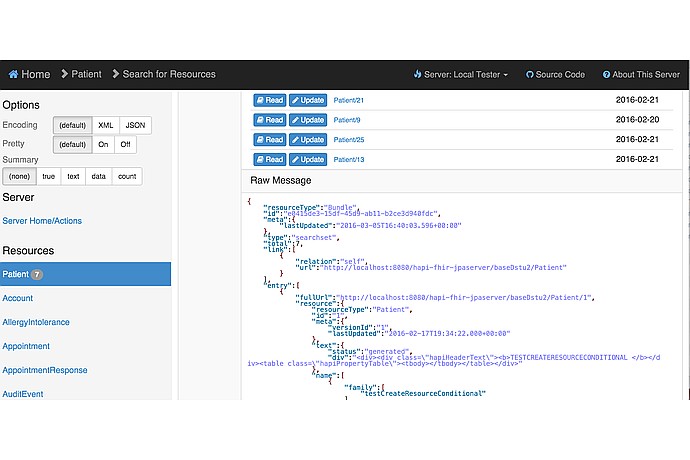 Home Patient Search for Resources Server: Local Tester Source Code About This Server
Options
Encoding (default) XML JSON
Pretty (default) On Off
Summary
(none) true text data count
Server
Server Home/Actions
Resources
Patient 7
Account
AllergyIntolerance
Appointment
AppointmentResponse
AuditEvent
Read Update Patient/21 2016-02-21
Read Update Patient/9 2016-02-20
Read Update Patient/25 2016-02-21
Read Update Patient/13 2016-02-21
Raw Message
{
"resourceType":"Bundle",
"id":"e0415de3-15df-45d9-ab11-b2ce3d940fdc",
"meta":{
"lastUpdated":"2016-03-05T16:40:03.596+00:00"
},
"type":"searchset",
"total":7,
"link":[
{
"relation":"self",
"url":"http://localhost:8080/hapi-fhir-jpaserver/baseDstu2/Patient"
}
],
"entry":[
{
"fullUrl":"http://localhost:8080/hapi-fhir-jpaserver/baseDstu2/Patient/1",
"resource":{
"resourceType":"Patient",
"id":"1",
"meta":{
"versionId":"1",
"lastUpdated":"2016-02-17T19:34:22.000+00:00"
},
"text":{
"status":"generated",
"div":"<div><div class=\"hapiHeaderText\"><b>TESTCREATERESOURCECONDITIONAL </b></d
iv><table class=\"hapiPropertyTable\"><tbody></tbody></table></div>"
},
"name":[
{
"family":[
"testCreateResourceConditional"
]